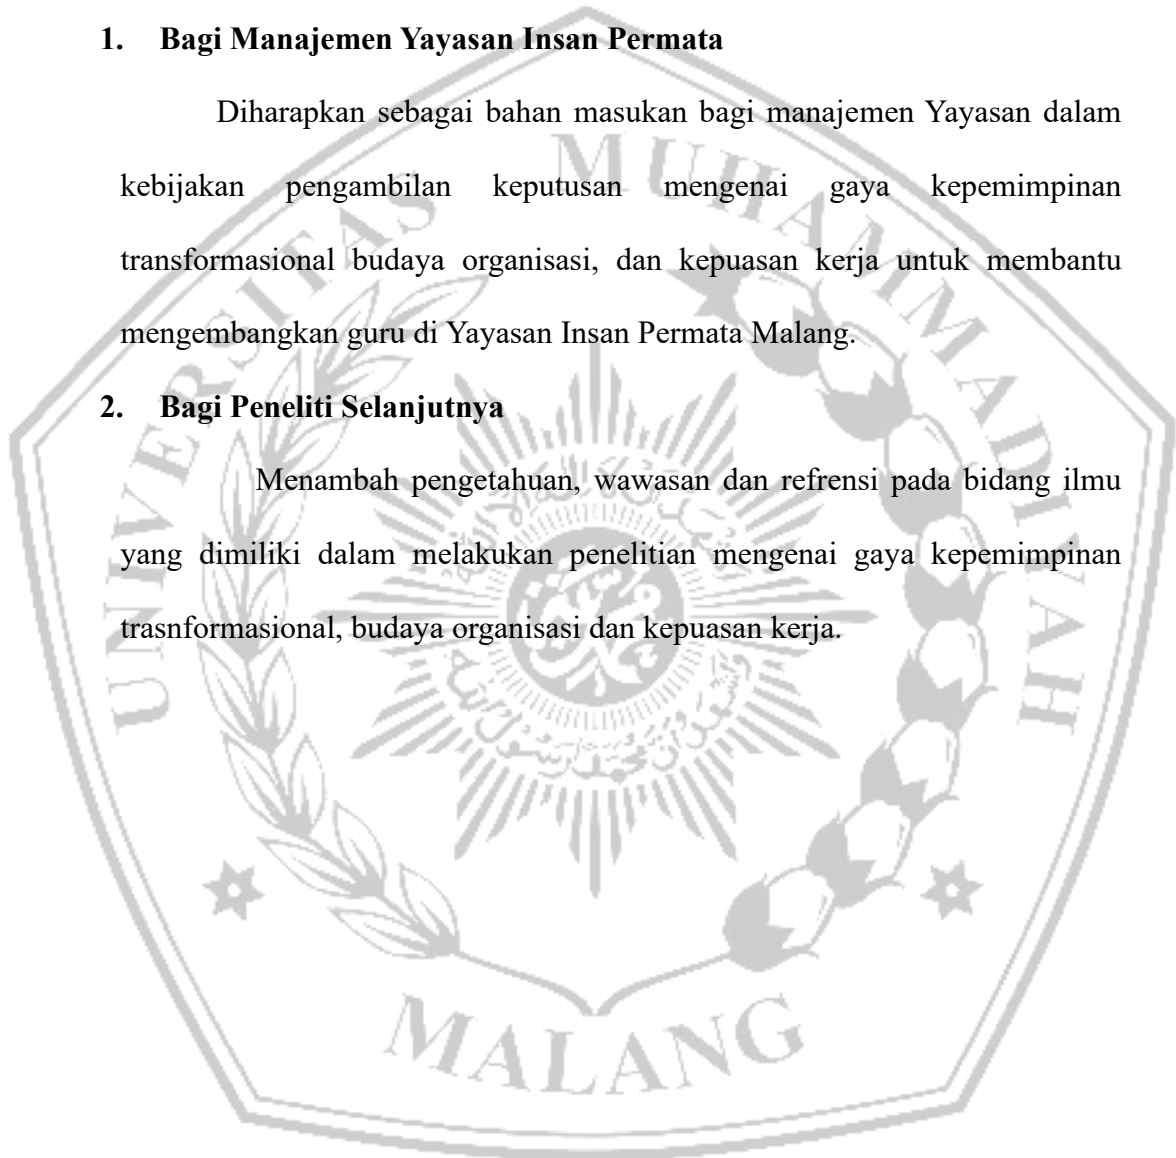 1. Bagi Manajemen Yayasan Insan Permata
Diharapkan sebagai bahan masukan bagi manajemen Yayasan dalam
kebijakan pengambilan keputusan mengenai gaya kepemimpinan
transformasional budaya organisasi, dan kepuasan kerja untuk membantu
mengembangkan guru di Yayasan Insan Permata Malang.
2. Bagi Peneliti Selanjutnya
Menambah pengetahuan, wawasan dan refrensi pada bidang ilmu
yang dimiliki dalam melakukan penelitian mengenai gaya kepemimpinan
trasnformasional, budaya organisasi dan kepuasan kerja.
UNIVERSITAS MUHAMMADIYAH
MALANG